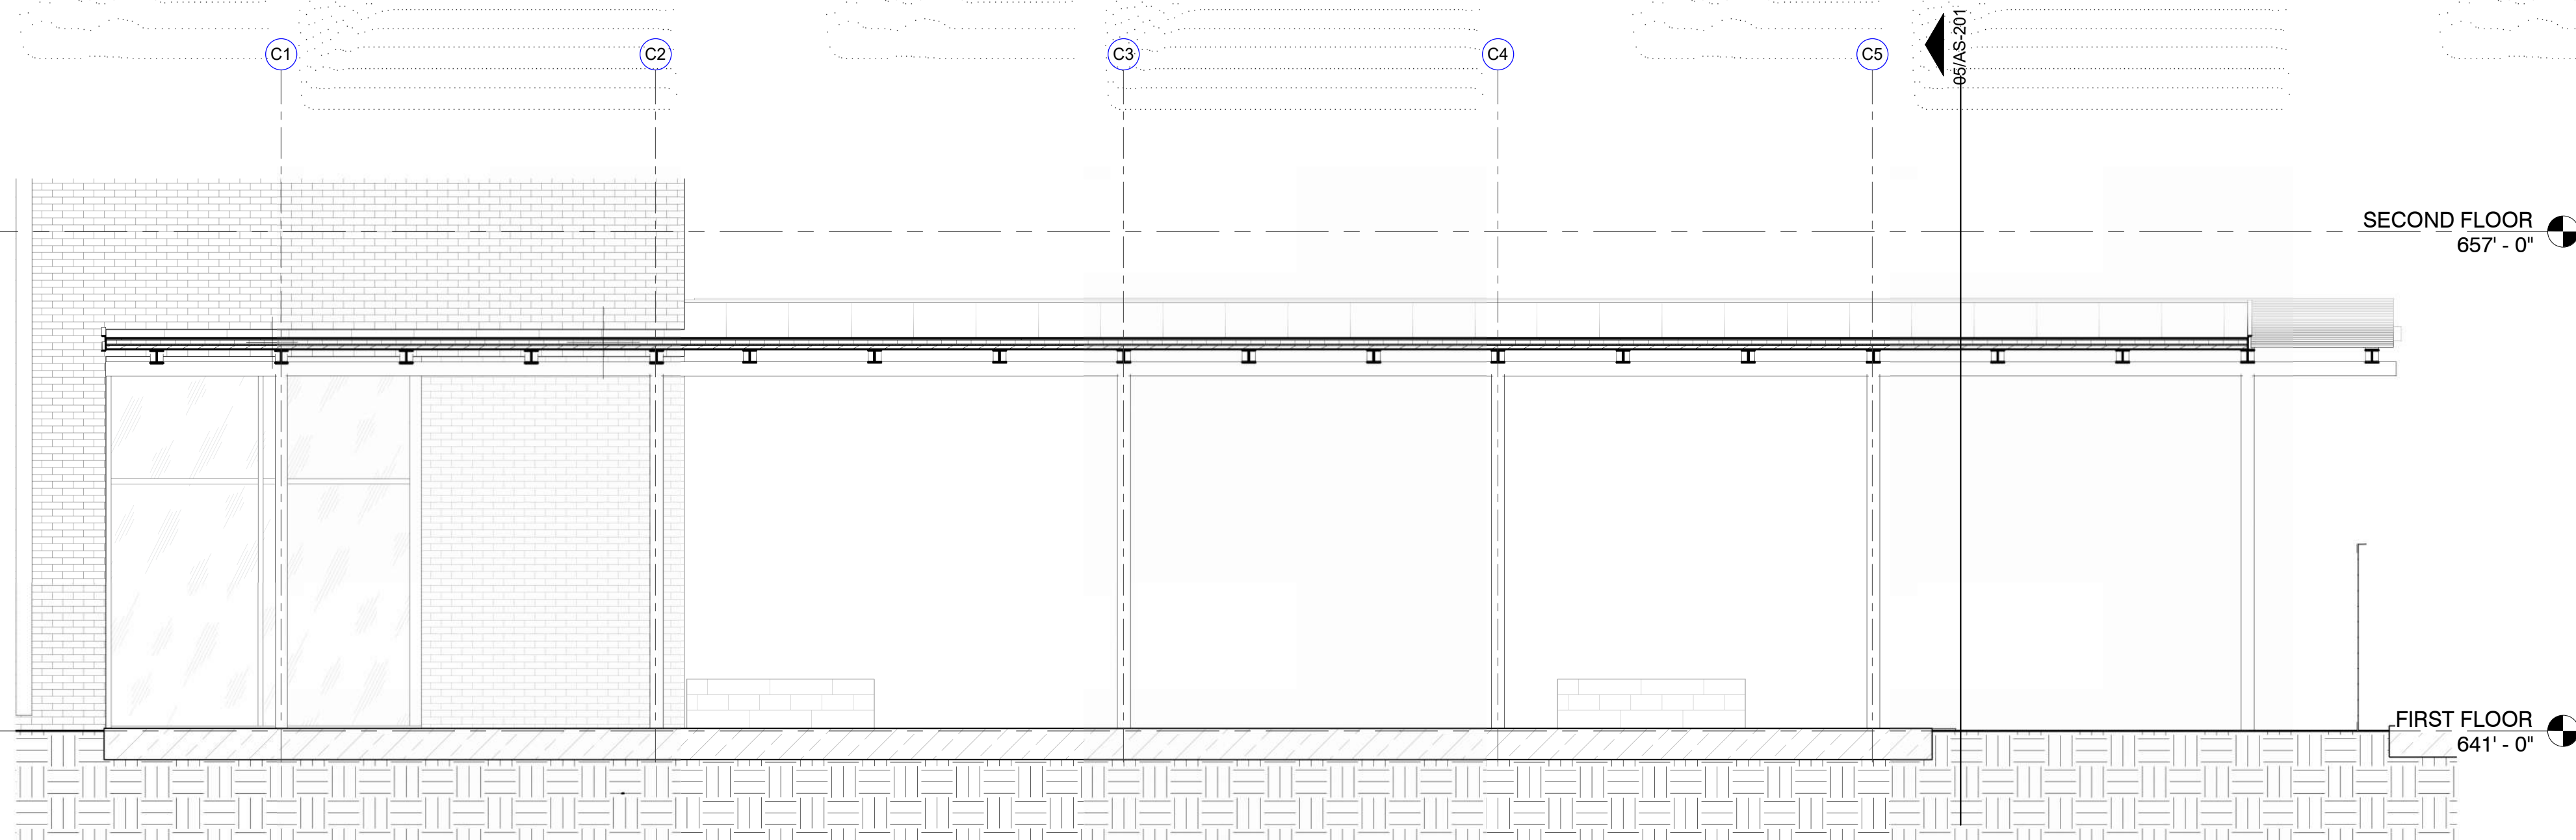 C1
C2
C3
C4
C5
05/AS-201
SECOND FLOOR
657' - 0"
FIRST FLOOR
641' - 0"